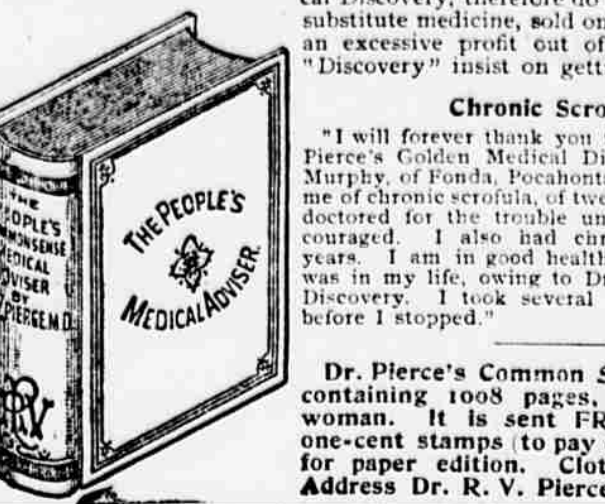 THE
PEOPLE'S
COMMONSENSE
MEDICAL
ADVISER
BY
PIERCE M.D.
RVP
THE PEOPLE'S
MEDICAL ADVISER.
substitute medicine, sold on
an excessive profit out of
"Discovery" insist on getti
Chronic Scro
"I will forever thank you
Pierce's Golden Medical Di
Murphy, of Fonda, Pocahont
me of chronic scrofula, of twe
doctored for the trouble un
couraged. I also had chr
years. I am in good health
was in my life, owing to D
Discovery. I took several
before I stopped."
Dr. Pierce's Common S
containing 1008 pages,
woman. It is sent FR
one-cent stamps (to pay
for paper edition. Clot
Address Dr. R. V. Pierce